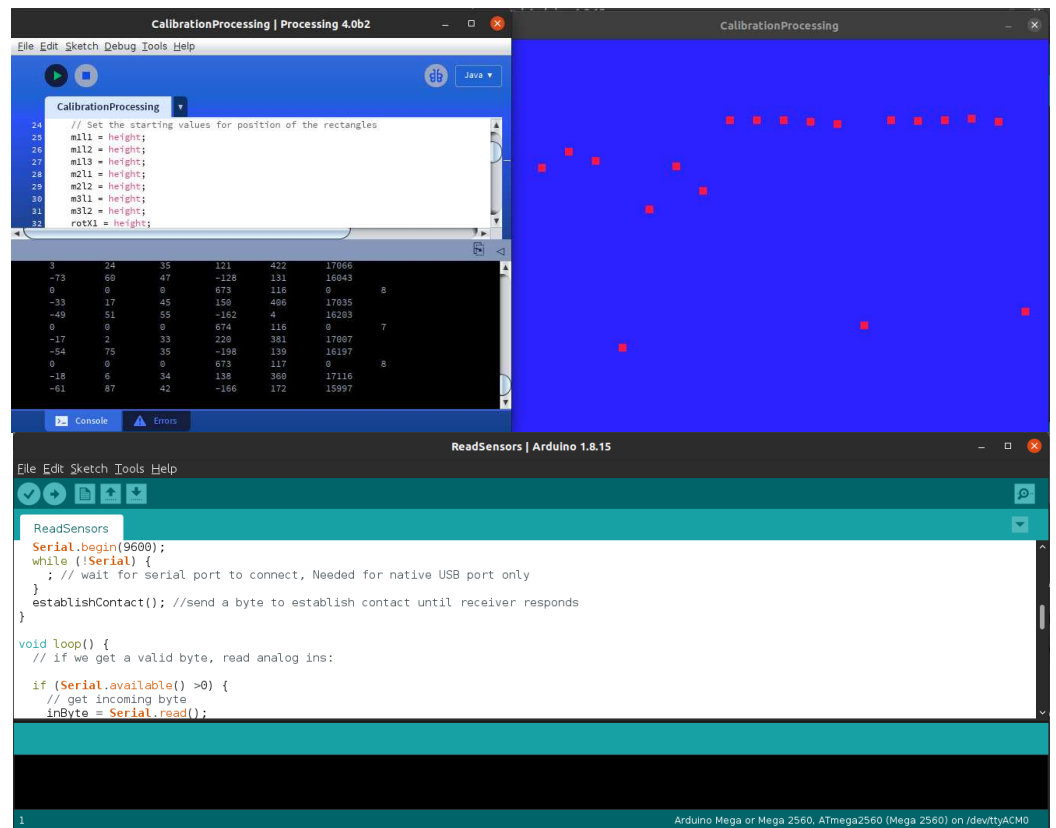 CalibrationProcessing | Processing 4.0b2
File Edit Sketch Debug Tools Help
Java ▼
CalibrationProcessing ▼
24 // Set the starting values for position of the rectangles
25 m1l1 = height;
26 m1l2 = height;
27 m1l3 = height;
28 m2l1 = height;
29 m2l2 = height;
30 m3l1 = height;
31 m3l2 = height;
32 rotX1 = height;
3 24 35 121 422 17066
-73 60 47 -128 131 16043
0 0 0 673 116 0 8
-33 17 45 150 406 17035
-49 51 55 -162 4 16203
0 0 0 674 116 0 7
-17 2 33 220 381 17007
-54 75 35 -198 139 16197
0 0 0 673 117 0 8
-18 6 34 138 360 17116
-61 87 42 -166 172 15997
Console Errors
CalibrationProcessing
ReadSensors | Arduino 1.8.15
File Edit Sketch Tools Help
ReadSensors
Serial.begin(9600);
while (!Serial) {
; // wait for serial port to connect, Needed for native USB port only
}
establishContact(); //send a byte to establish contact until receiver responds
}
void loop() {
// if we get a valid byte, read analog ins:
if (Serial.available() >0) {
// get incoming byte
inByte = Serial.read();
1
Arduino Mega or Mega 2560, ATmega2560 (Mega 2560) on /dev/ttyACM0